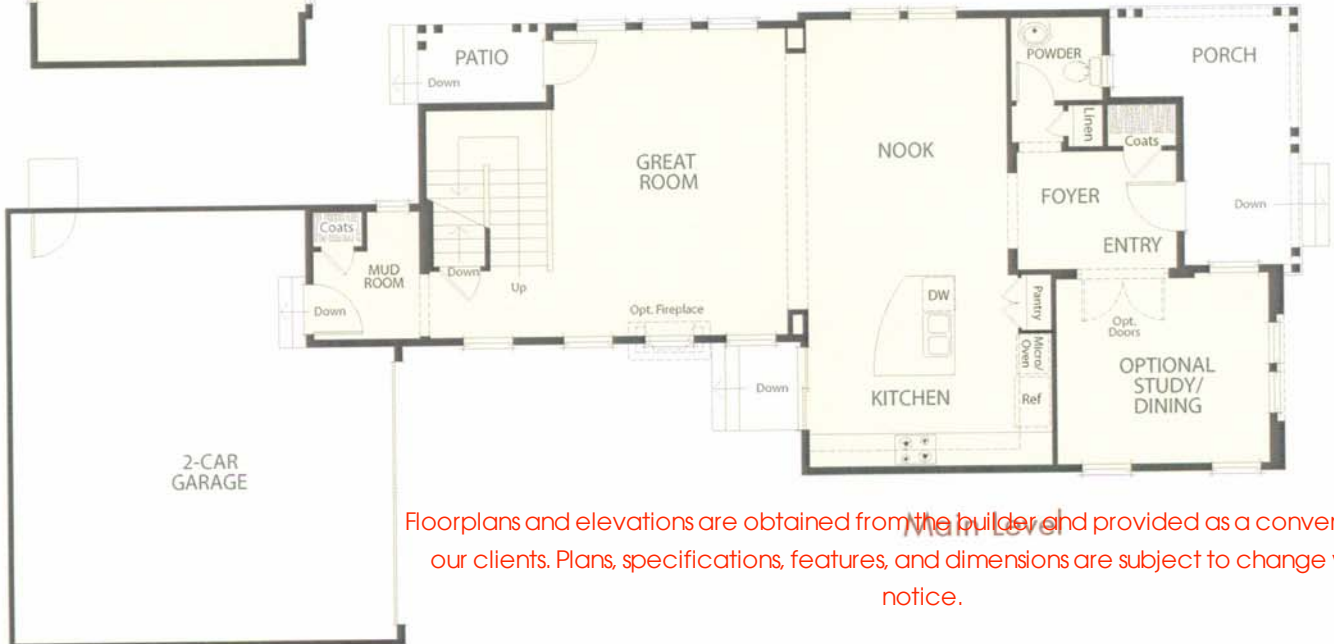 PATIO
Down
POWDER
PORCH
Linen
Coats
GREAT
ROOM
NOOK
FOYER
Down
ENTRY
Coats
MUD
ROOM
Down
Down
Up
Opt. Fireplace
DW
Pantry
Opt.
Doors
Micro/
Oven
Down
KITCHEN
Ref
OPTIONAL
STUDY/
DINING
2-CAR
GARAGE
Main Level
Floorplans and elevations are obtained from the builder and provided as a conver
our clients. Plans, specifications, features, and dimensions are subject to change
notice.